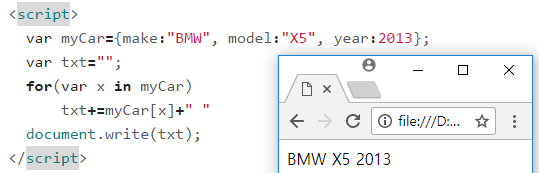 <script>
var myCar={make:"BMW", model:"X5", year:2013};
var txt="";
for(var x in myCar)
txt+=myCar[x]+" "
document.write(txt);
</script>
file:///D:...
BMW X5 2013